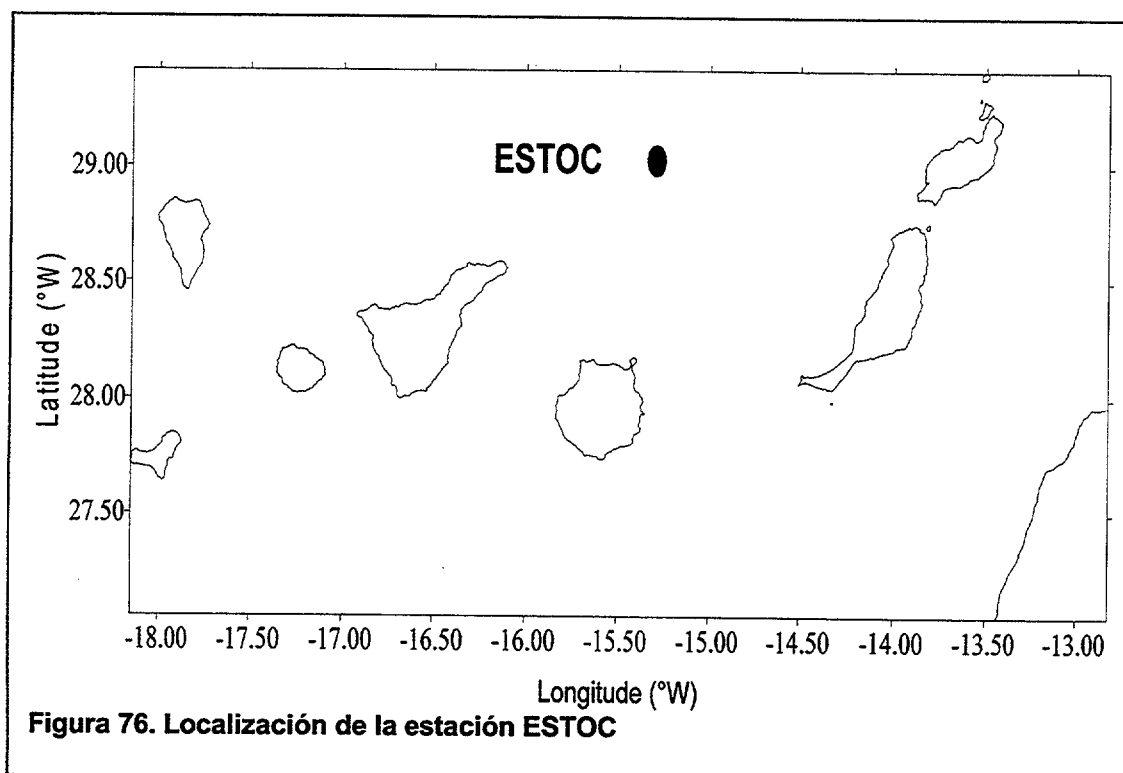 ESTOC
29.00
28.50
28.00
27.50
Latitude (°W)
-18.00 -17.50 -17.00 -16.50 -16.00 -15.50 -15.00 -14.50 -14.00 -13.50 -13.00
Longitude (°W)
Figura 76. Localización de la estación ESTOC